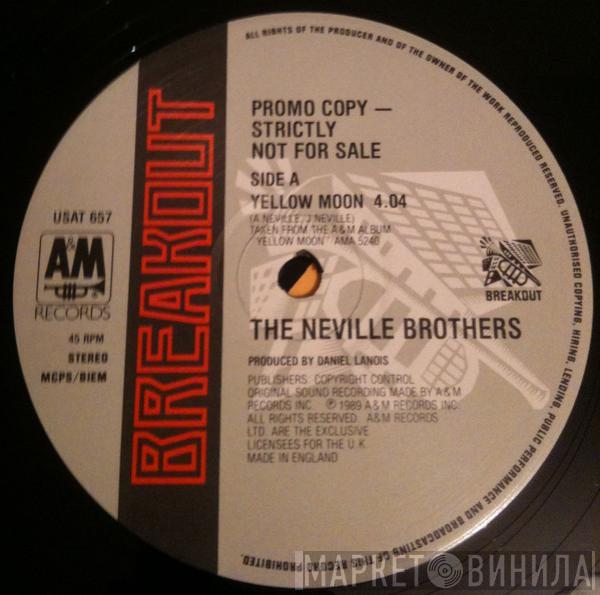 ALL RIGHTS OF THE PRODUCER AND OF THE OWNER OF THE WORK REPRODUCED RESERVED. UNAUTHORISED COPYING, HIRING, LENDING, PUBLIC PERFORMANCE AND BROADCASTING OF THIS RECORD PROHIBITED.
BREAKOUT
PROMO COPY —
STRICTLY
NOT FOR SALE
SIDE A
YELLOW MOON 4.04
(A NEVILLE/J NEVILLE)
TAKEN FROM THE A&M ALBUM
"YELLOW MOON" AMA 5240
USAT 657
A&M
RECORDS
45 RPM
STEREO
MCPS/BIEM
BREAKOUT
THE NEVILLE BROTHERS
PRODUCED BY DANIEL LANOIS
PUBLISHERS: COPYRIGHT CONTROL
ORIGINAL SOUND RECORDING MADE BY A & M
RECORDS INC. ℗ 1989 A & M RECORDS INC.
ALL RIGHTS RESERVED. A&M RECORDS
LTD. ARE THE EXCLUSIVE
LICENSEES FOR THE U.K.
MADE IN ENGLAND
МАРКЕТ ВИНИЛА